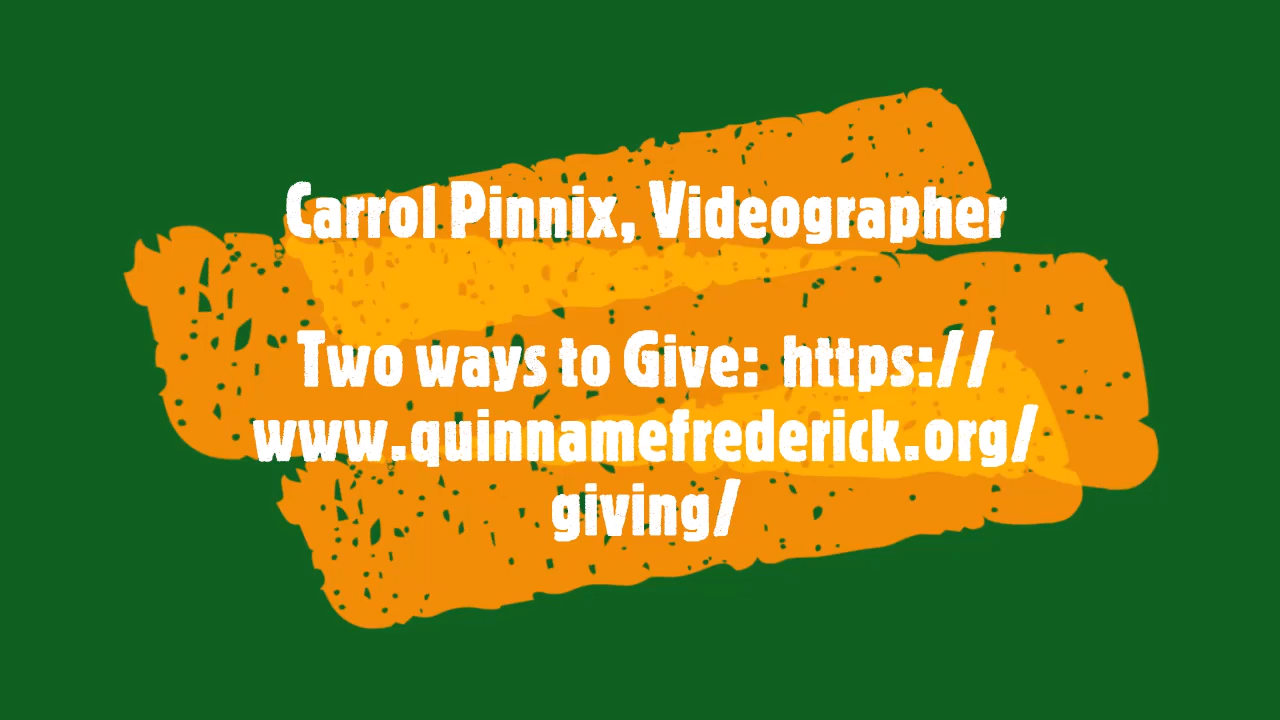 Carrol Pinnix, Videographer
Two ways to Give: https://
www.quinnamefrederick.org/
giving/